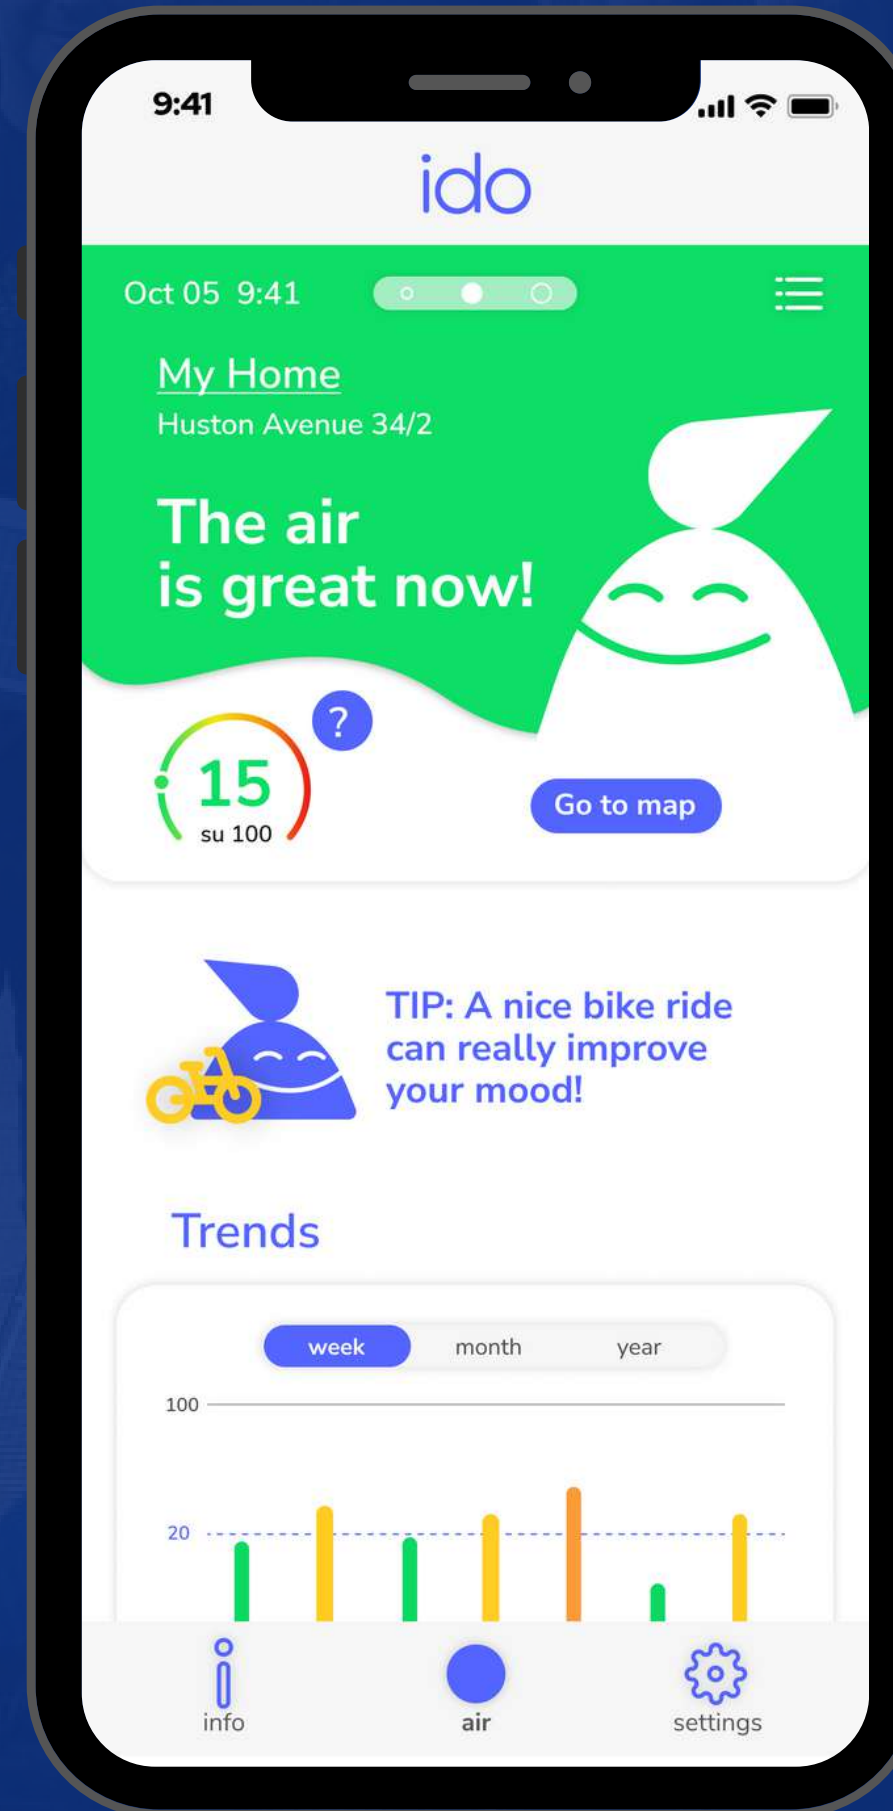 9:41
ido
Oct 05 9:41
My Home
Huston Avenue 34/2
The air
is great now!
?
15
su 100
Go to map
TIP: A nice bike ride
can really improve
your mood!
Trends
week month year
100
20
info air settings